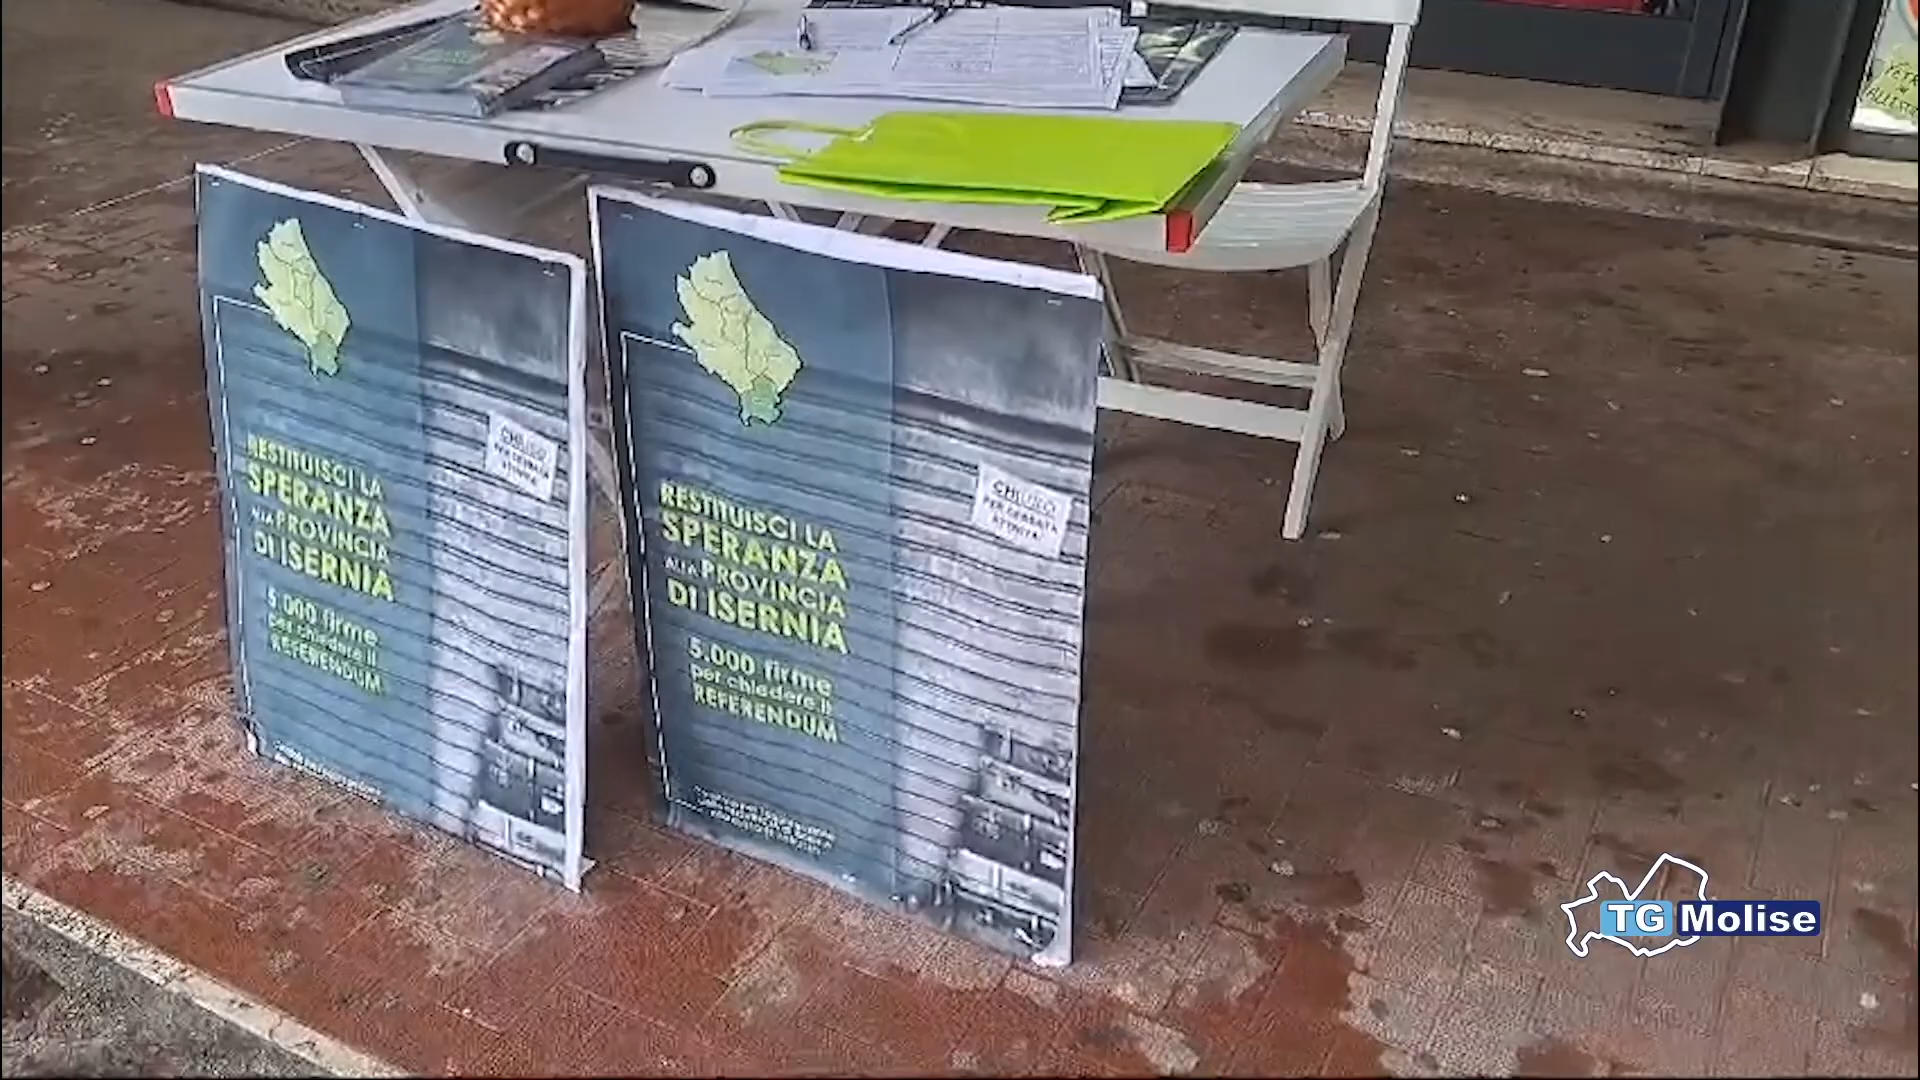 RESTITUISCI LA
SPERANZA
ALLA PROVINCIA
DI ISERNIA
5.000 firme
per chiedere il
REFERENDUM
CHIUSO
PER CESSATA
ATTIVITÀ
RESTITUISCI LA
SPERANZA
ALLA PROVINCIA
DI ISERNIA
5.000 firme
per chiedere il
REFERENDUM
CHIUSO
PER CESSATA
ATTIVITÀ
TG Molise